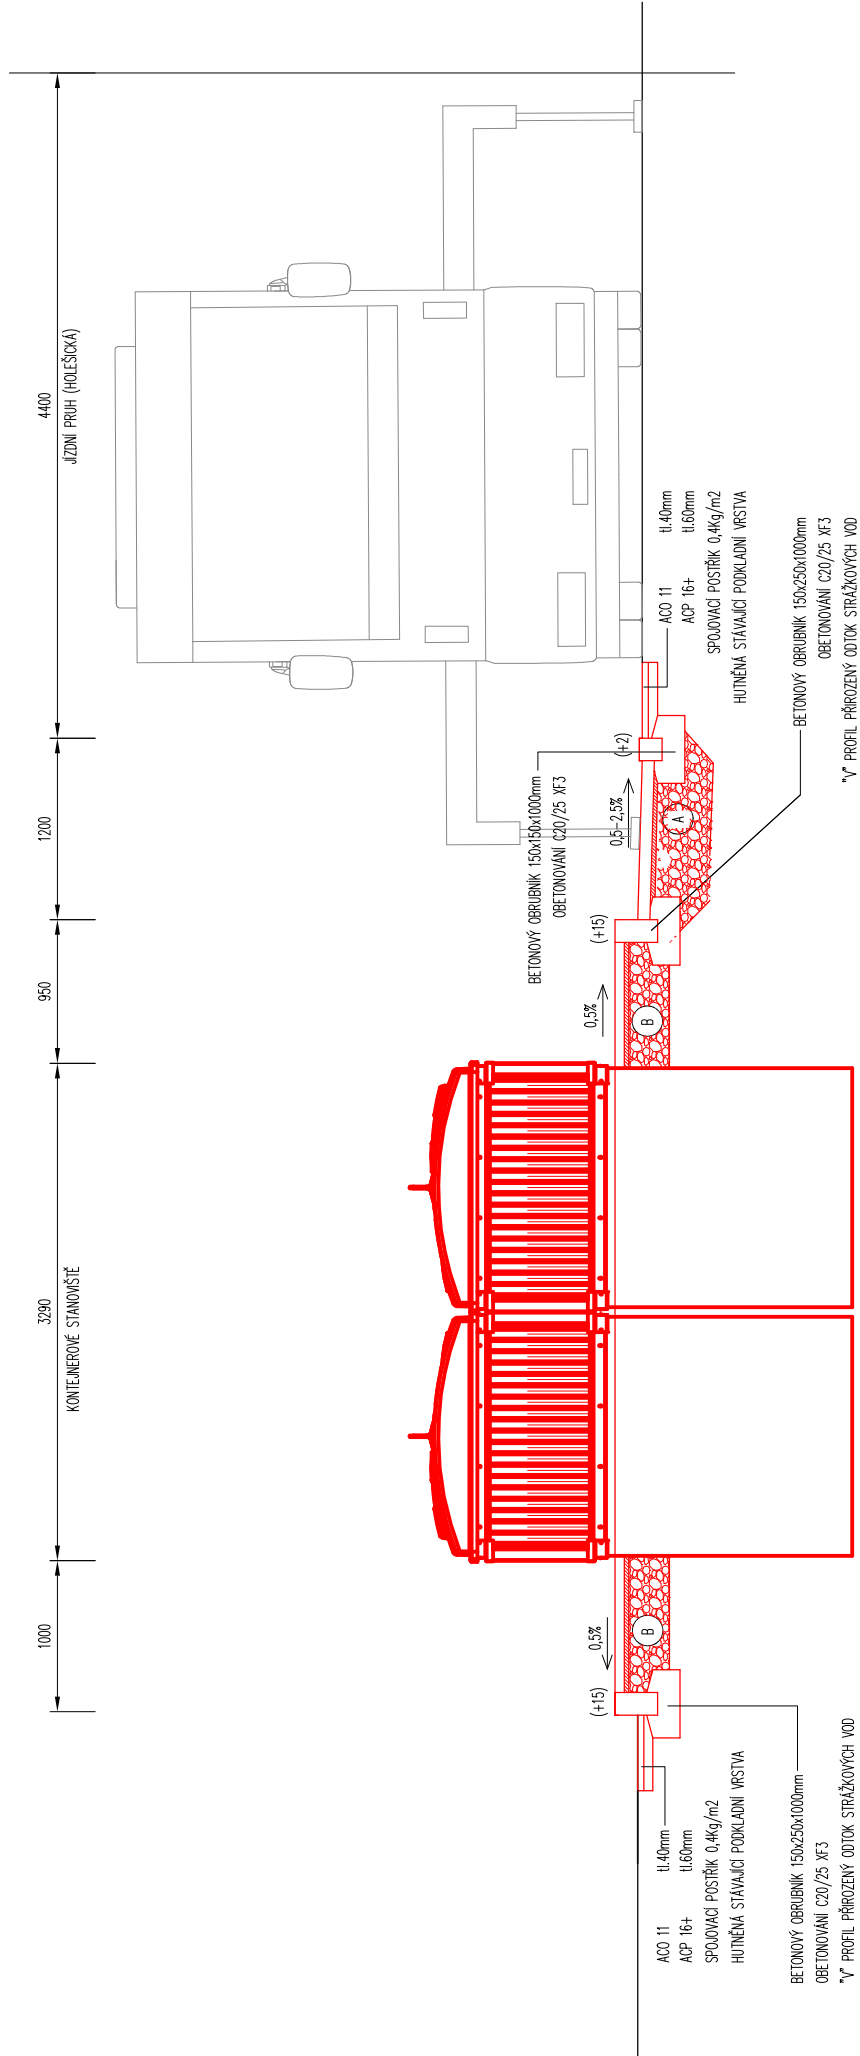 1000
3290
950
1200
4400
KONTEJNEROVÉ STANOVIŠTĚ
JÍZDNÍ PRUH (HOLEŠICKÁ)
BETONOVÝ OBRUBNÍK 150x150x1000mm
OBETONOVÁNÍ C20/25 XF3
0,5%
(+15)
0,5%
(+15)
0,5-2,5%
(+2)
B
B
A
ACO 11 tl.40mm
ACP 16+ tl.60mm
SPOJOVACÍ POSTŘIK 0,4Kg/m2
HUTNĚNÁ STÁVAJÍCÍ PODKLADNÍ VRSTVA
ACO 11 tl.40mm
ACP 16+ tl.60mm
SPOJOVACÍ POSTŘIK 0,4Kg/m2
HUTNĚNÁ STÁVAJÍCÍ PODKLADNÍ VRSTVA
BETONOVÝ OBRUBNÍK 150x250x1000mm
OBETONOVÁNÍ C20/25 XF3
"V" PROFIL PŘIROZENÝ ODTOK STRÁŽKOVÝCH VOD
BETONOVÝ OBRUBNÍK 150x250x1000mm
OBETONOVÁNÍ C20/25 XF3
"V" PROFIL PŘIROZENÝ ODTOK STRÁŽKOVÝCH VOD